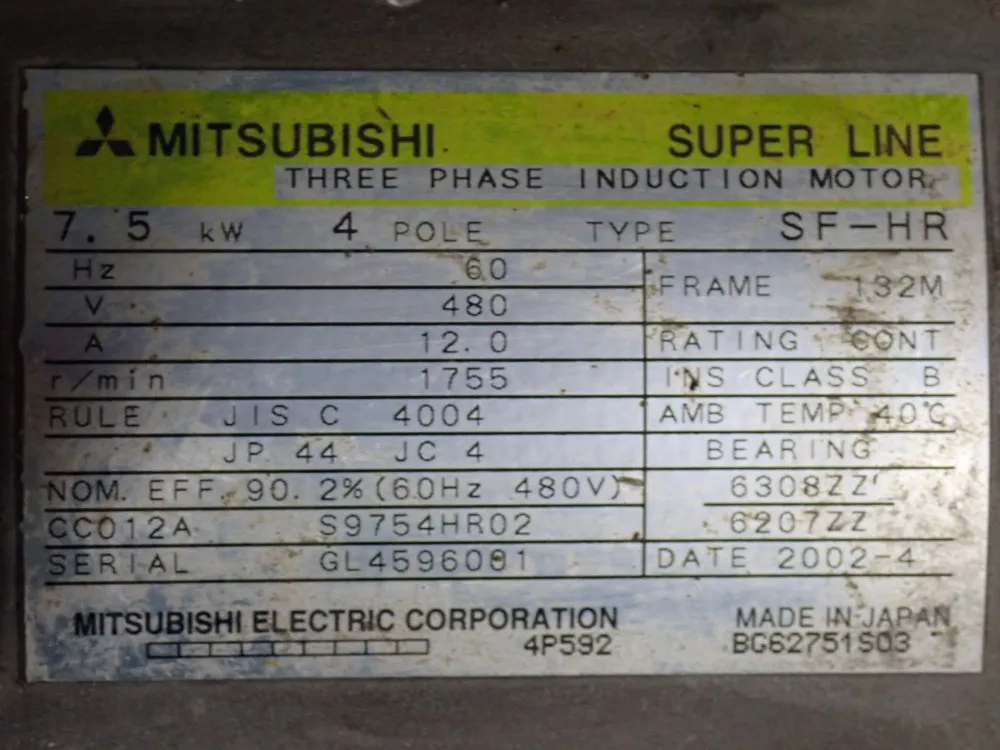 MITSUBISHI SUPER LINE
THREE PHASE INDUCTION MOTOR
7.5 kW 4 POLE TYPE SF-HR
Hz 60
FRAME 132M
V 480
A 12.0 RATING CONT
r/min 1755 INS CLASS B
RULE JIS C 4004 AMB TEMP 40℃
JP 44 JC 4 BEARING
NOM. EFF. 90.2%(60Hz 480V) 6308ZZ
CC012A S9754HR02 6207ZZ
SERIAL GL4596081 DATE 2002-4
MITSUBISHI ELECTRIC CORPORATION MADE IN JAPAN
4P592 BG62751S03